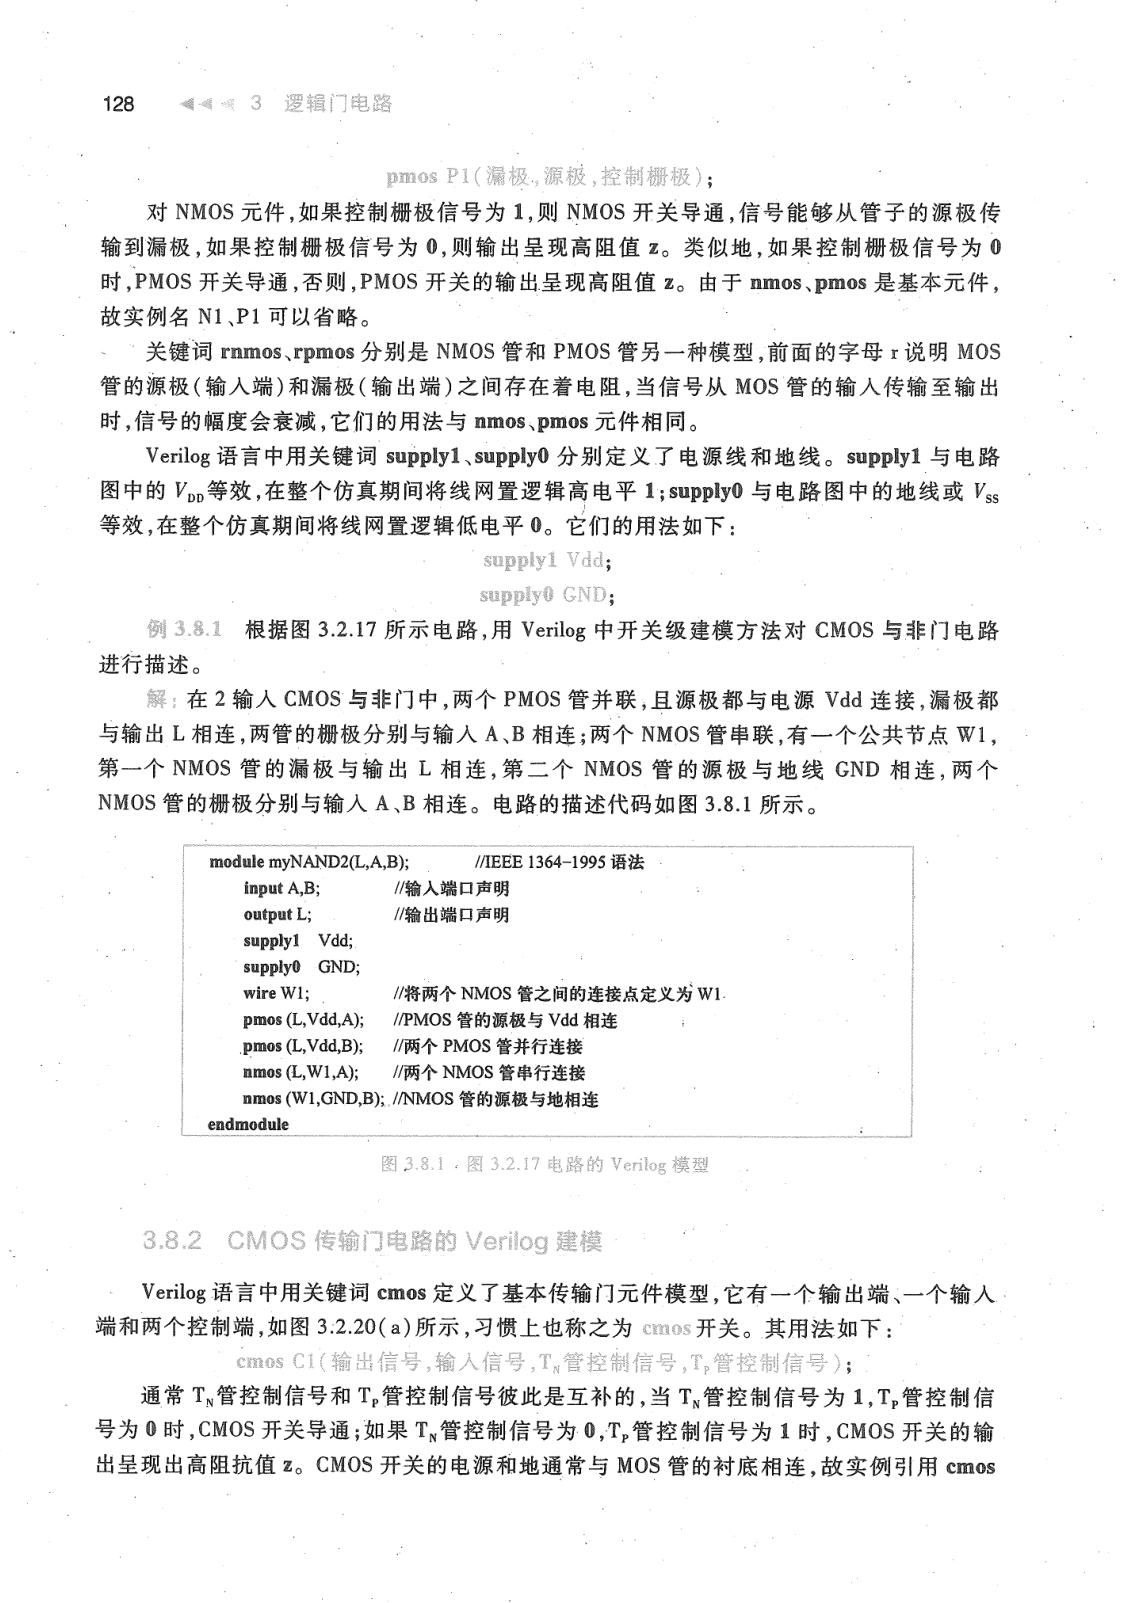 128 3 逻辑门电路
pmos P1(漏极,源极,控制栅极);
对 NMOS 元件,如果控制栅极信号为 1,则 NMOS 开关导通,信号能够从管子的源极传
输到漏极,如果控制栅极信号为 0,则输出呈现高阻值 z。类似地,如果控制栅极信号为 0
时,PMOS 开关导通,否则,PMOS 开关的输出呈现高阻值 z。由于 nmos、pmos 是基本元件,
故实例名 N1、P1 可以省略。
关键词 rnmos、rpmos 分别是 NMOS 管和 PMOS 管另一种模型,前面的字母 r 说明 MOS
管的源极(输入端)和漏极(输出端)之间存在着电阻,当信号从 MOS 管的输入传输至输出
时,信号的幅度会衰减,它们的用法与 nmos、pmos 元件相同。
Verilog 语言中用关键词 supply1、supply0 分别定义了电源线和地线。supply1 与电路
图中的 VDD等效,在整个仿真期间将线网置逻辑高电平 1;supply0 与电路图中的地线或 VSS
等效,在整个仿真期间将线网置逻辑低电平 0。它们的用法如下:
supply1 Vdd;
supply0 GND;
例 3.8.1 根据图 3.2.17 所示电路,用 Verilog 中开关级建模方法对 CMOS 与非门电路
进行描述。
解:在 2 输入 CMOS 与非门中,两个 PMOS 管并联,且源极都与电源 Vdd 连接,漏极都
与输出 L 相连,两管的栅极分别与输入 A、B 相连;两个 NMOS 管串联,有一个公共节点 W1,
第一个 NMOS 管的漏极与输出 L 相连,第二个 NMOS 管的源极与地线 GND 相连,两个
NMOS 管的栅极分别与输入 A、B 相连。电路的描述代码如图 3.8.1 所示。
module myNAND2(L,A,B); //IEEE 1364-1995 语法
input A,B; //输入端口声明
output L; //输出端口声明
supply1 Vdd;
supply0 GND;
wire W1; //将两个 NMOS 管之间的连接点定义为 W1
pmos (L,Vdd,A); //PMOS 管的源极与 Vdd 相连
pmos (L,Vdd,B); //两个 PMOS 管并行连接
nmos (L,W1,A); //两个 NMOS 管串行连接
nmos (W1,GND,B); //NMOS 管的源极与地相连
endmodule
图 3.8.1 图 3.2.17 电路的 Verilog 模型
3.8.2 CMOS 传输门电路的 Verilog 建模
Verilog 语言中用关键词 cmos 定义了基本传输门元件模型,它有一个输出端、一个输入
端和两个控制端,如图 3.2.20(a)所示,习惯上也称之为 cmos 开关。其用法如下:
cmos C1(输出信号,输入信号,TN管控制信号,TP管控制信号);
通常 TN管控制信号和 TP管控制信号彼此是互补的,当 TN管控制信号为 1,TP管控制信
号为 0 时,CMOS 开关导通;如果 TN管控制信号为 0,TP管控制信号为 1 时,CMOS 开关的输
出呈现出高阻抗值 z。CMOS 开关的电源和地通常与 MOS 管的衬底相连,故实例引用 cmos